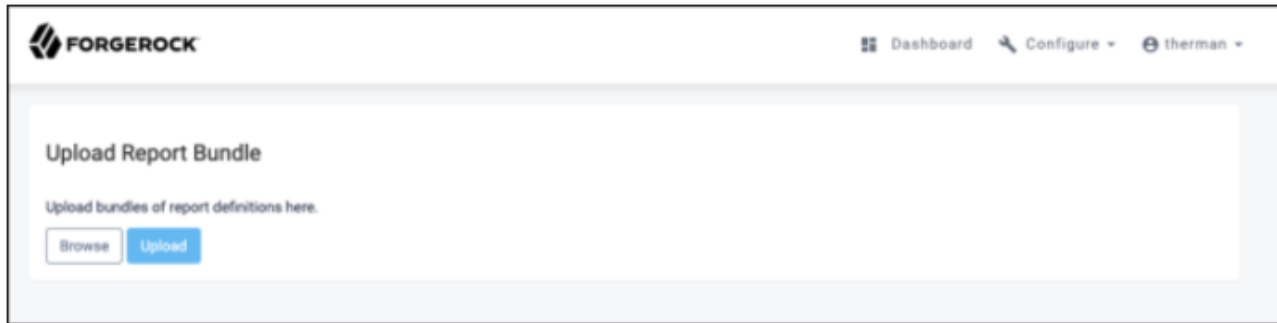 FORGEROCK
Dashboard Configure therman
Upload Report Bundle
Upload bundles of report definitions here.
Browse Upload